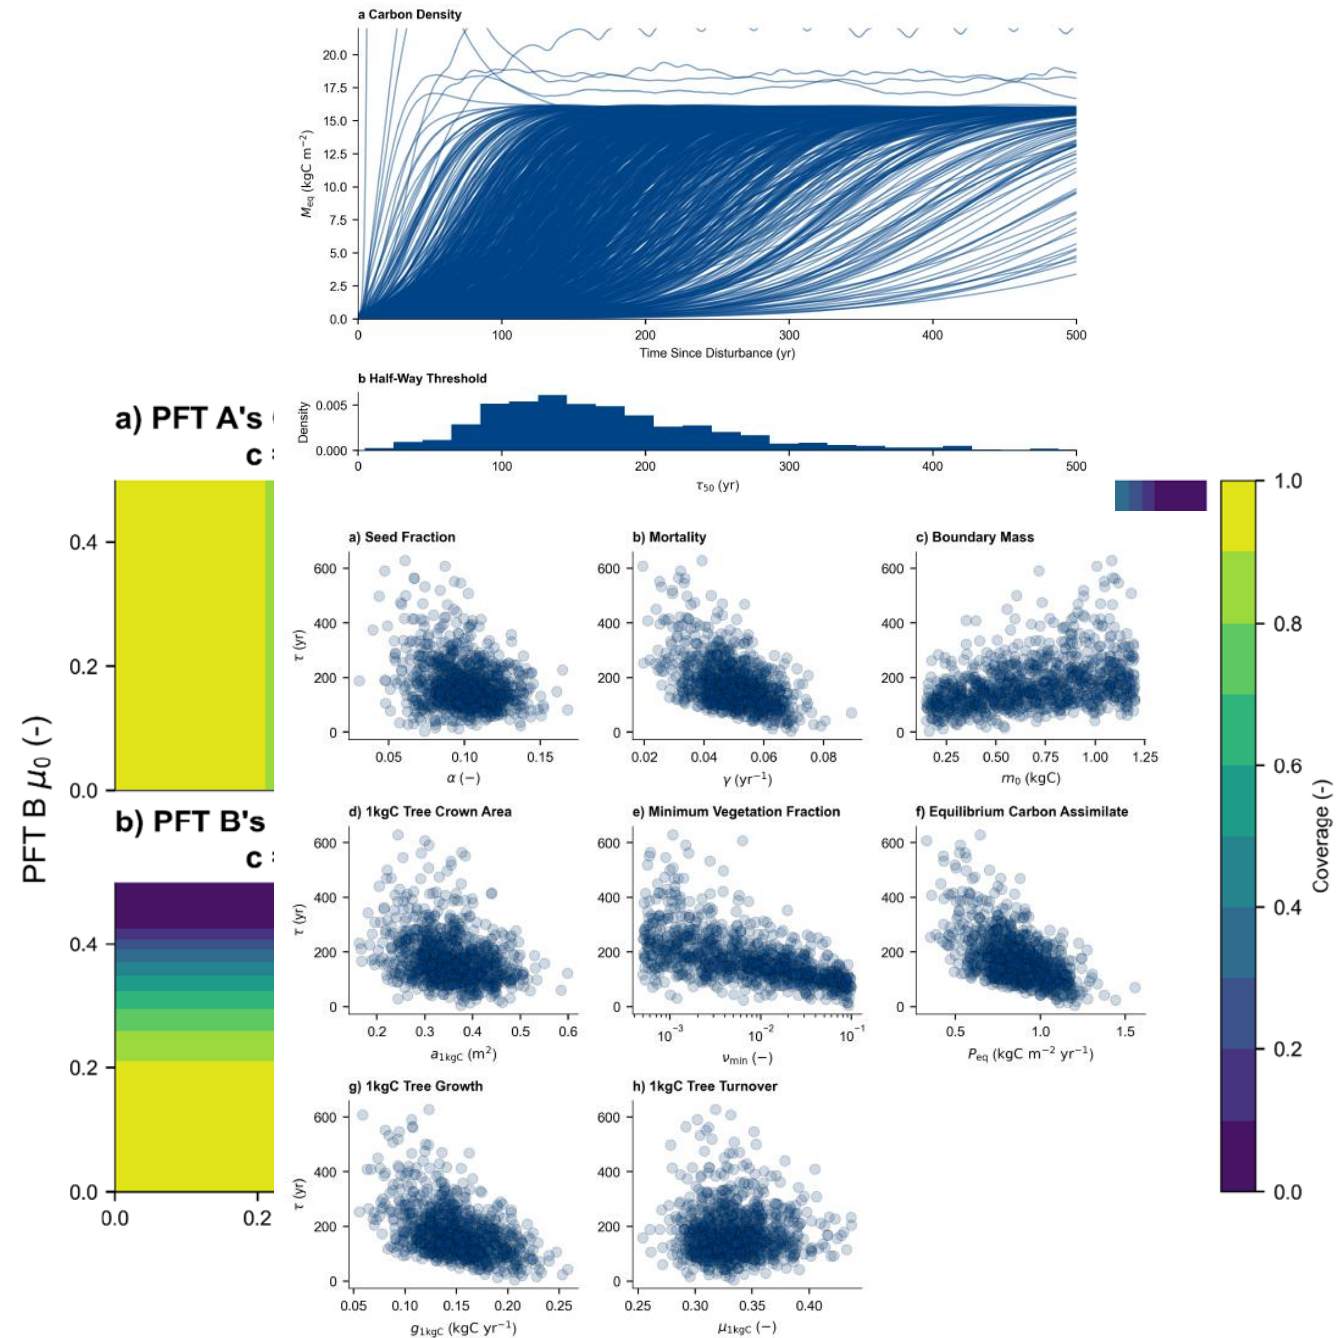 a Carbon Density
20.0
17.5
15.0
12.5
10.0
7.5
5.0
2.5
0.0
M_eq (kgC m⁻²)
0 100 200 300 400 500
Time Since Disturbance (yr)
b Half-Way Threshold
0.005
0.000
Density
0 100 200 300 400 500
τ₅₀ (yr)
a) PFT A's
c
0.4
0.2
0.0
PFT B μ₀ (-)
b) PFT B's
c
0.4
0.2
0.0
0.0 0.2
a) Seed Fraction
600
400
200
0
τ (yr)
0.05 0.10 0.15
α (−)
b) Mortality
600
400
200
0
0.02 0.04 0.06 0.08
γ (yr⁻¹)
c) Boundary Mass
600
400
200
0
0.25 0.50 0.75 1.00 1.25
m₀ (kgC)
d) 1kgC Tree Crown Area
600
400
200
0
τ (yr)
0.2 0.3 0.4 0.5 0.6
a_1kgC (m²)
e) Minimum Vegetation Fraction
600
400
200
0
10⁻³ 10⁻² 10⁻¹
ν_min (−)
f) Equilibrium Carbon Assimilate
600
400
200
0
0.5 1.0 1.5
P_eq (kgC m⁻² yr⁻¹)
g) 1kgC Tree Growth
600
400
200
0
τ (yr)
0.05 0.10 0.15 0.20 0.25
g_1kgC (kgC yr⁻¹)
h) 1kgC Tree Turnover
600
400
200
0
0.25 0.30 0.35 0.40
μ_1kgC (−)
1.0
0.8
0.6
0.4
0.2
0.0
Coverage (-)